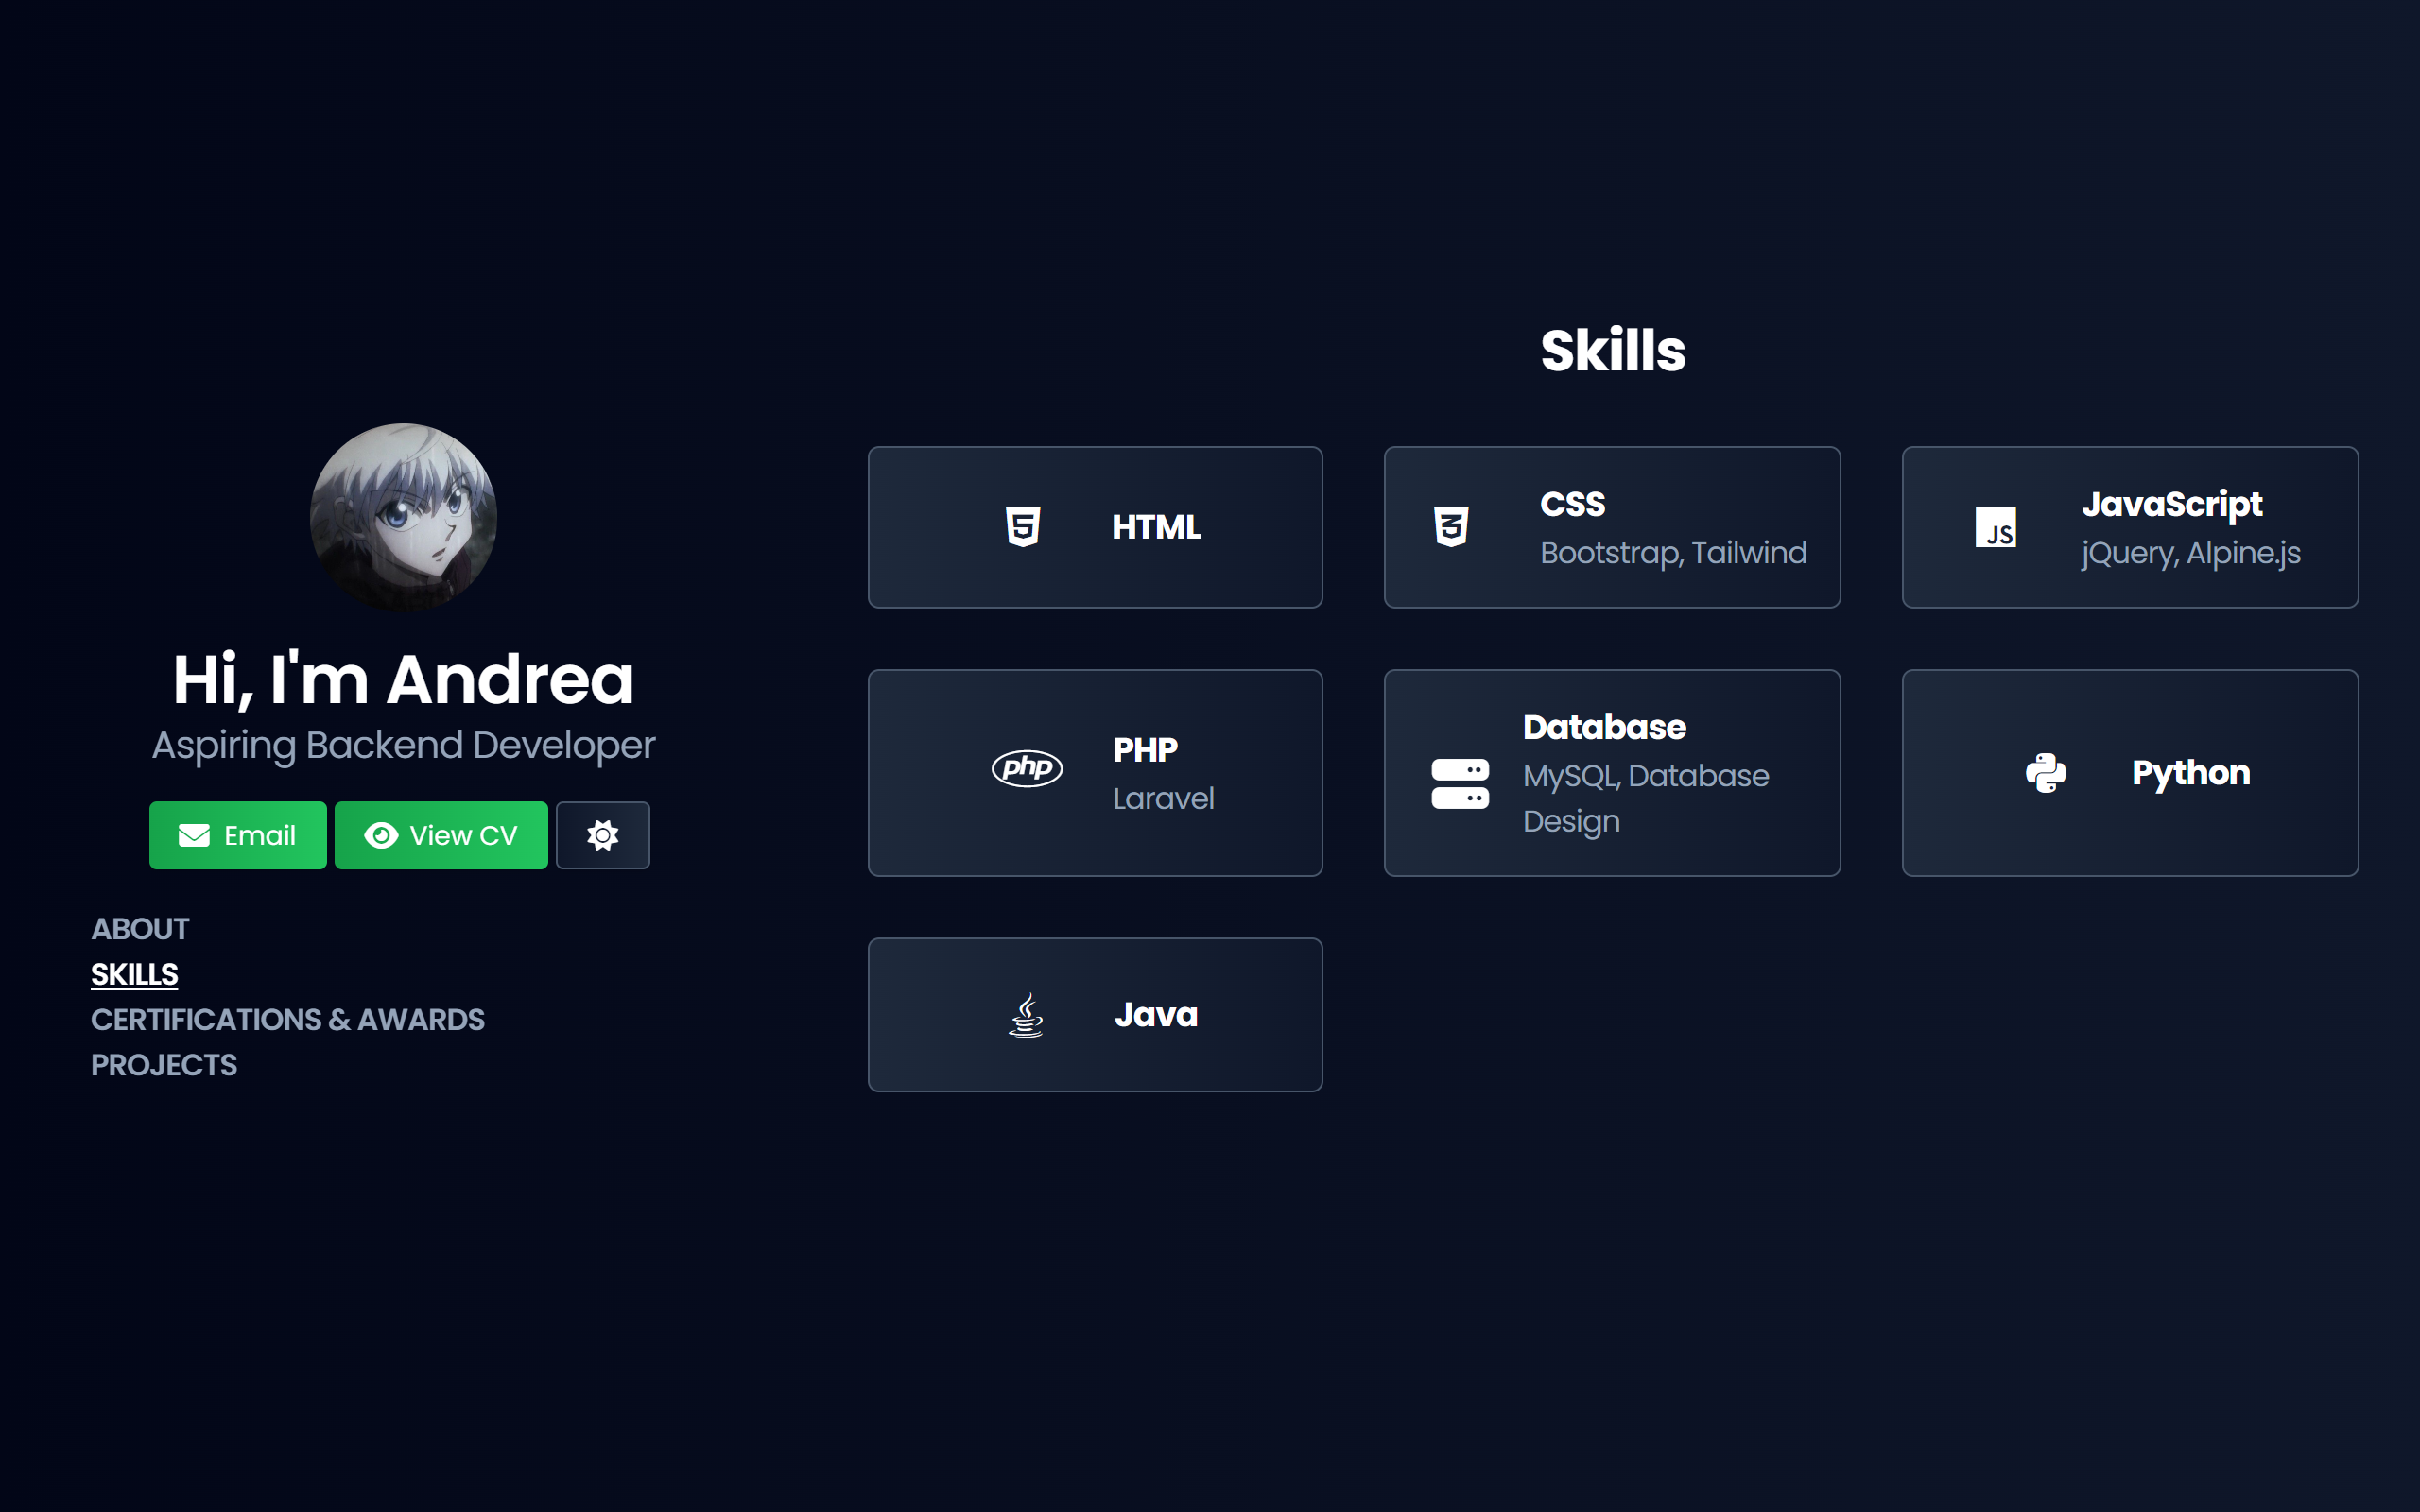 Hi, I'm Andrea
Aspiring Backend Developer
Email
View CV
ABOUT
SKILLS
CERTIFICATIONS & AWARDS
PROJECTS
Skills
HTML
CSS
Bootstrap, Tailwind
JS
JavaScript
jQuery, Alpine.js
php
PHP
Laravel
Database
MySQL, Database
Design
Python
Java